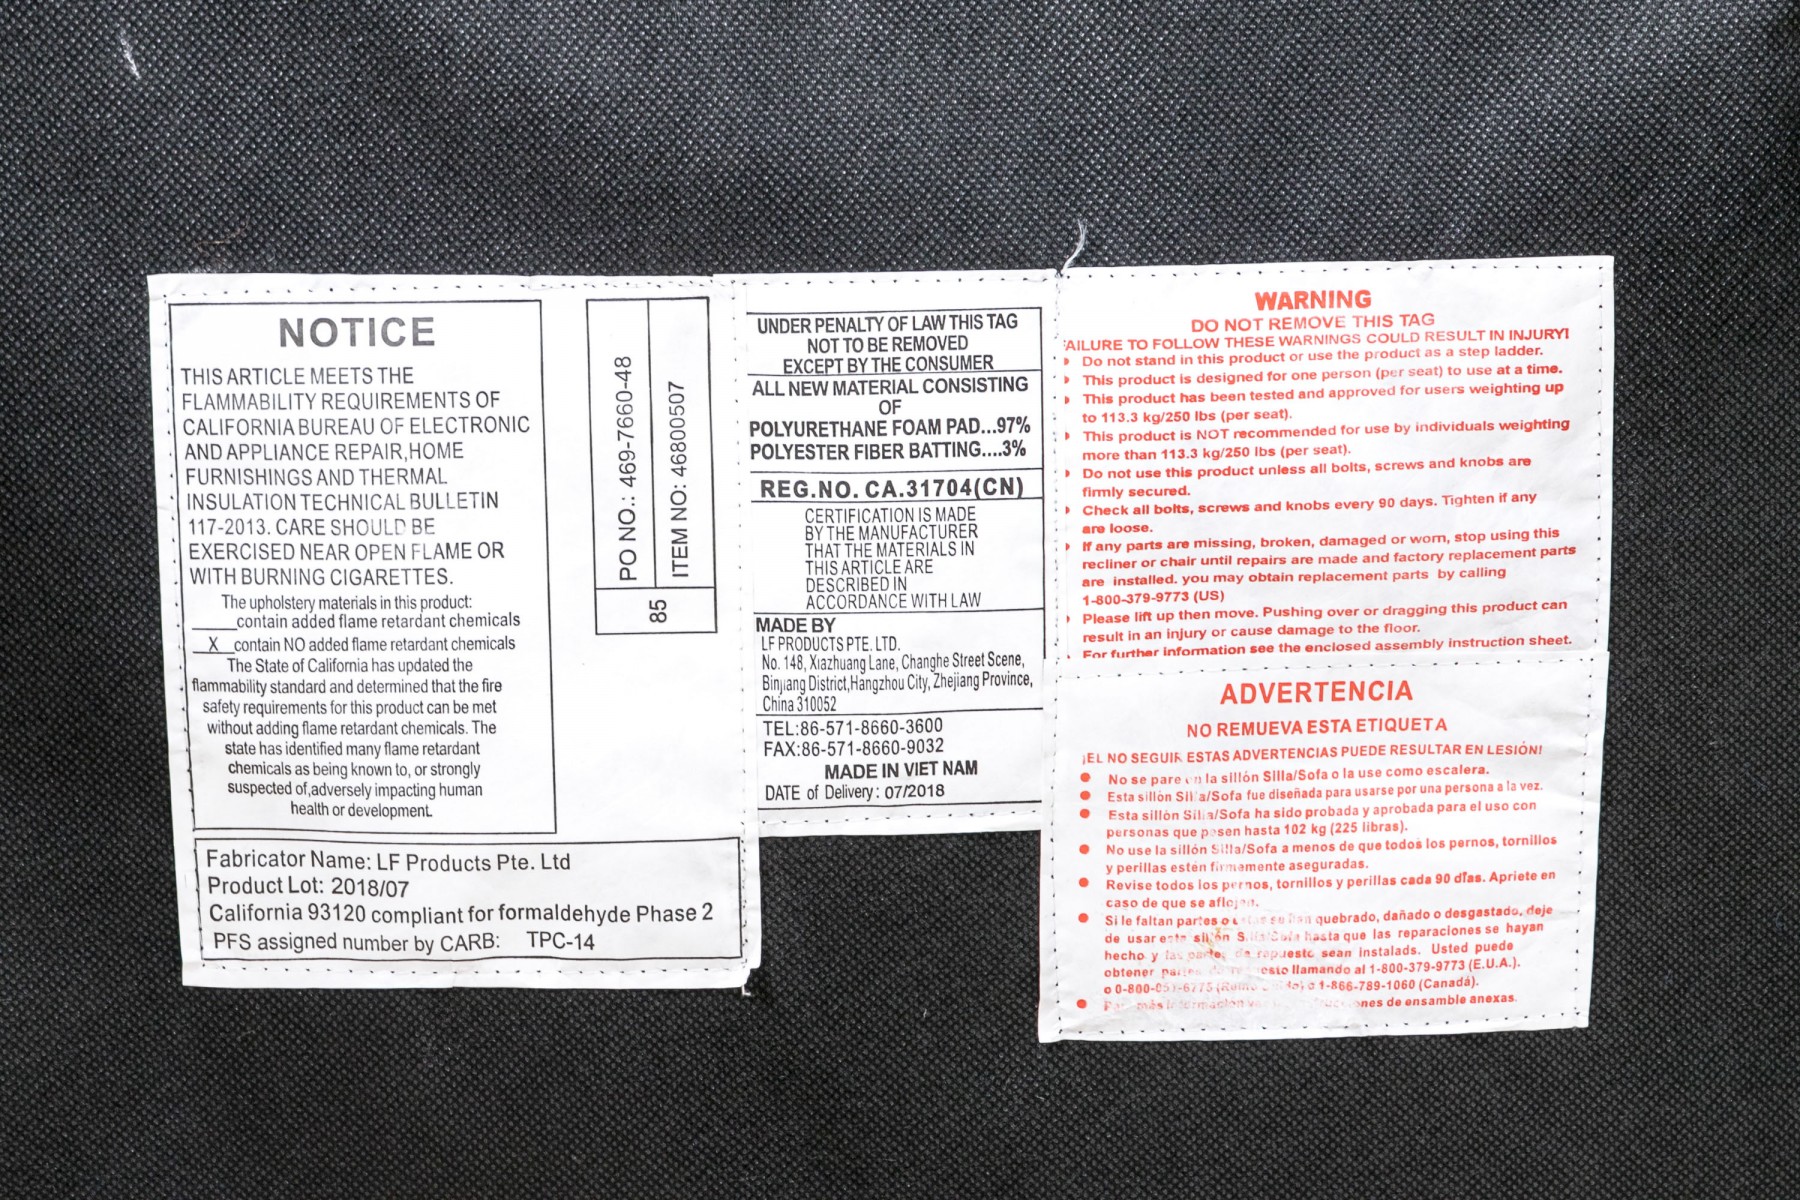 NOTICE
THIS ARTICLE MEETS THE
FLAMMABILITY REQUIREMENTS OF
CALIFORNIA BUREAU OF ELECTRONIC
AND APPLIANCE REPAIR,HOME
FURNISHINGS AND THERMAL
INSULATION TECHNICAL BULLETIN
117-2013. CARE SHOULD BE
EXERCISED NEAR OPEN FLAME OR
WITH BURNING CIGARETTES.
The upholstery materials in this product:
____contain added flame retardant chemicals
__X__contain NO added flame retardant chemicals
The State of California has updated the
flammability standard and determined that the fire
safety requirements for this product can be met
without adding flame retardant chemicals. The
state has identified many flame retardant
chemicals as being known to, or strongly
suspected of,adversely impacting human
health or development.
Fabricator Name: LF Products Pte. Ltd
Product Lot: 2018/07
California 93120 compliant for formaldehyde Phase 2
PFS assigned number by CARB: TPC-14
PO NO.: 469-7660-48
ITEM NO: 46800507
85
UNDER PENALTY OF LAW THIS TAG
NOT TO BE REMOVED
EXCEPT BY THE CONSUMER
ALL NEW MATERIAL CONSISTING
OF
POLYURETHANE FOAM PAD...97%
POLYESTER FIBER BATTING....3%
REG.NO. CA.31704(CN)
CERTIFICATION IS MADE
BY THE MANUFACTURER
THAT THE MATERIALS IN
THIS ARTICLE ARE
DESCRIBED IN
ACCORDANCE WITH LAW
MADE BY
LF PRODUCTS PTE. LTD.
No. 148, Xiazhuang Lane, Changhe Street Scene,
Binjiang District,Hangzhou City, Zhejiang Province,
China 310052
TEL:86-571-8660-3600
FAX:86-571-8660-9032
MADE IN VIET NAM
DATE of Delivery: 07/2018
WARNING
DO NOT REMOVE THIS TAG
AILURE TO FOLLOW THESE WARNINGS COULD RESULT IN INJURY!
• Do not stand in this product or use the product as a step ladder.
• This product is designed for one person (per seat) to use at a time.
• This product has been tested and approved for users weighting up
to 113.3 kg/250 lbs (per seat).
• This product is NOT recommended for use by individuals weighting
more than 113.3 kg/250 lbs (per seat).
• Do not use this product unless all bolts, screws and knobs are
firmly secured.
• Check all bolts, screws and knobs every 90 days. Tighten if any
are loose.
• If any parts are missing, broken, damaged or worn, stop using this
recliner or chair until repairs are made and factory replacement parts
are installed. you may obtain replacement parts by calling
1-800-379-9773 (US)
• Please lift up then move. Pushing over or dragging this product can
result in an injury or cause damage to the floor.
For further information see the enclosed assembly instruction sheet.
ADVERTENCIA
NO REMUEVA ESTA ETIQUETA
¡EL NO SEGUIR ESTAS ADVERTENCIAS PUEDE RESULTAR EN LESIÓN!
● No se pare en la sillón Silla/Sofa o la use como escalera.
● Esta sillón Silla/Sofa fue diseñada para usarse por una persona a la vez.
● Esta sillón Silla/Sofa ha sido probada y aprobada para el uso con
personas que pesen hasta 102 kg (225 libras).
● No use la sillón Silla/Sofa a menos de que todos los pernos, tornillos
y perillas estén firmemente aseguradas.
● Revise todos los pernos, tornillos y perillas cada 90 días. Apriete en
caso de que se aflojen.
● Si le faltan partes o quebrado, dañado o desgastado, deje
de usar esta sillón Silla/Sofa hasta que las reparaciones se hayan
hecho y las partes de repuesto sean instalads. Usted puede
obtener partes llamando al 1-800-379-9773 (E.U.A.).
o 1-866-789-1060 (Canadá).
● de ensamble anexas.